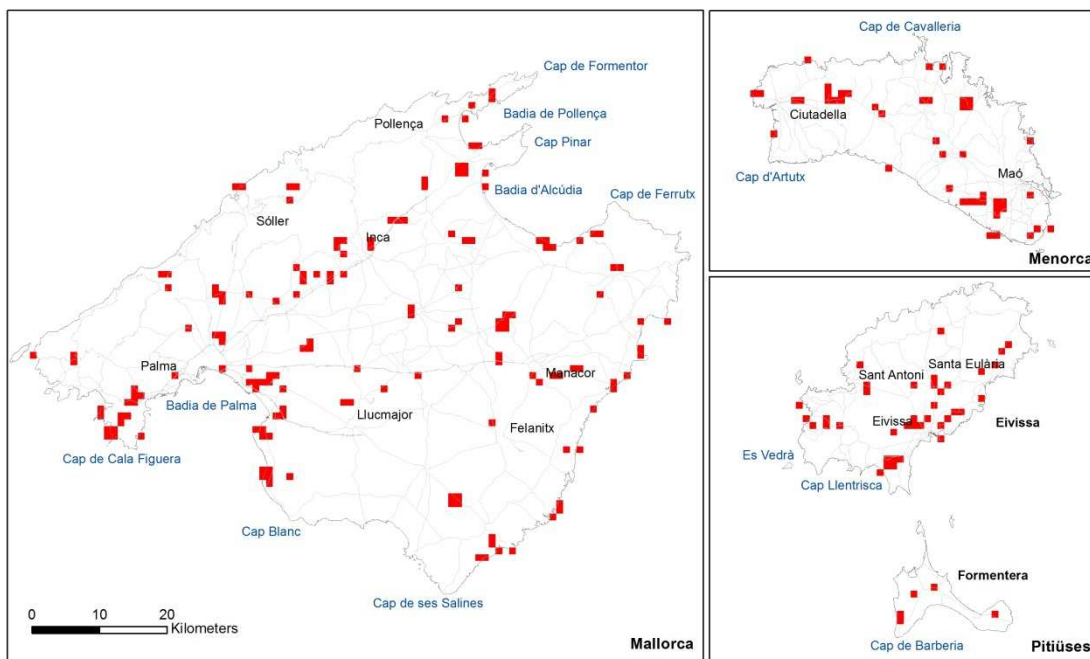 Cap de Formentor
Badia de Pollença
Pollença
Cap Pinar
Badia d'Alcúdia
Cap de Ferrutx
Sóller
Inca
Palma
Manacor
Badia de Palma
Llucmajor
Felanitx
Cap de Cala Figuera
Cap Blanc
Cap de ses Salines
0 10 20
Kilometers
Mallorca
Cap de Cavalleria
Ciutadella
Cap d'Artutx
Maó
Menorca
Santa Eulària
Sant Antoni
Eivissa
Eivissa
Es Vedrà
Cap Llentrisca
Formentera
Cap de Barberia
Pitiüses